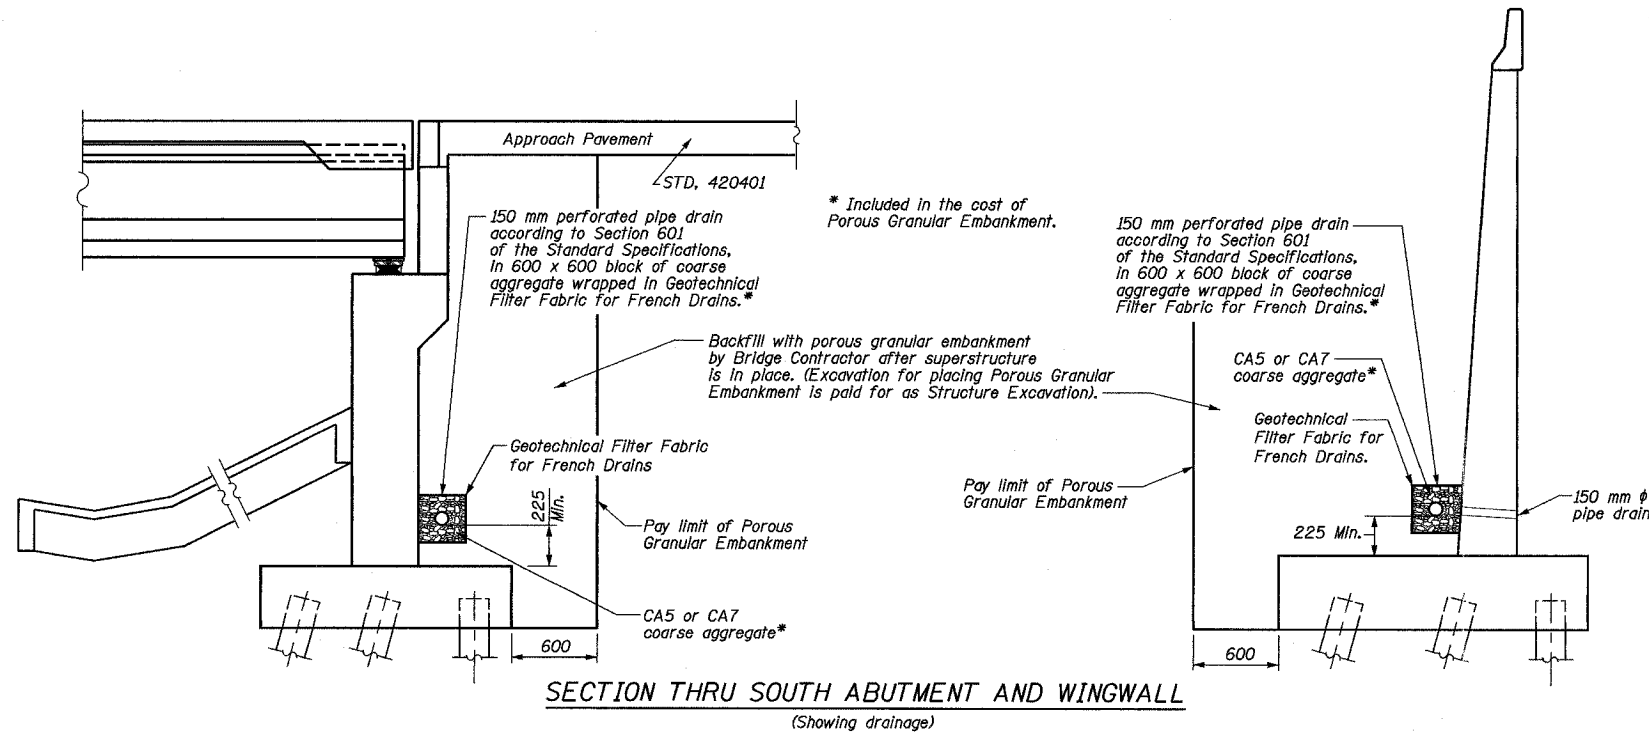 Approach Pavement
STD. 420401
150 mm perforated pipe drain
according to Section 601
of the Standard Specifications,
in 600 x 600 block of coarse
aggregate wrapped in Geotechnical
Filter Fabric for French Drains.*
* Included in the cost of
Porous Granular Embankment.
150 mm perforated pipe drain
according to Section 601
of the Standard Specifications,
in 600 x 600 block of coarse
aggregate wrapped in Geotechnical
Filter Fabric for French Drains.*
Backfill with porous granular embankment
by Bridge Contractor after superstructure
is in place. (Excavation for placing Porous Granular
Embankment is paid for as Structure Excavation).
CA5 or CA7
coarse aggregate*
Geotechnical
Filter Fabric for
French Drains.
Geotechnical Filter Fabric
for French Drains
225
Min.
Pay limit of Porous
Granular Embankment
Pay limit of Porous
Granular Embankment
150 mm ϕ
pipe drain
225 Min.
CA5 or CA7
coarse aggregate*
600
600
SECTION THRU SOUTH ABUTMENT AND WINGWALL
(Showing drainage)